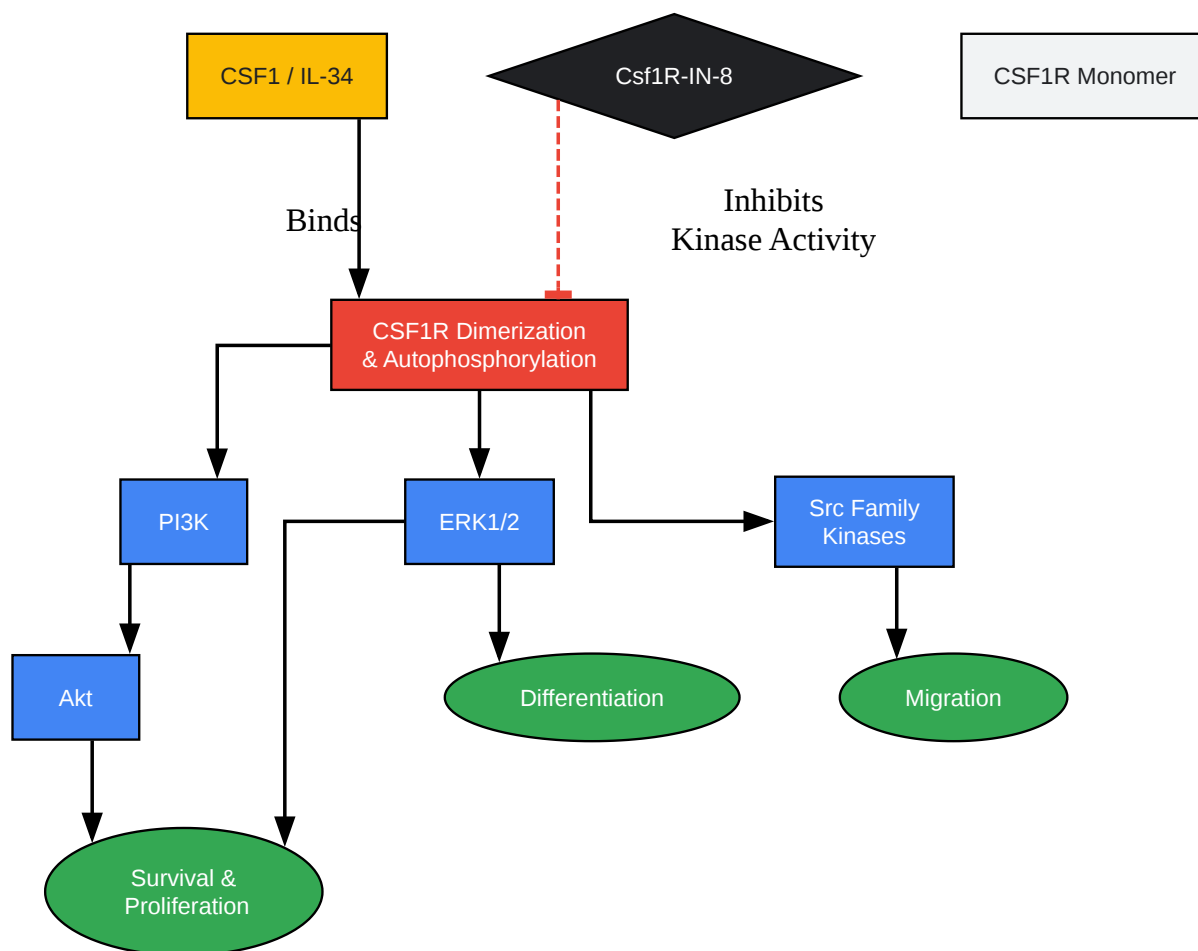 CSF1 / IL-34
Csf1R-IN-8
CSF1R Monomer
Binds
Inhibits
Kinase Activity
CSF1R Dimerization
& Autophosphorylation
PI3K
ERK1/2
Src Family
Kinases
Akt
Differentiation
Migration
Survival &
Proliferation